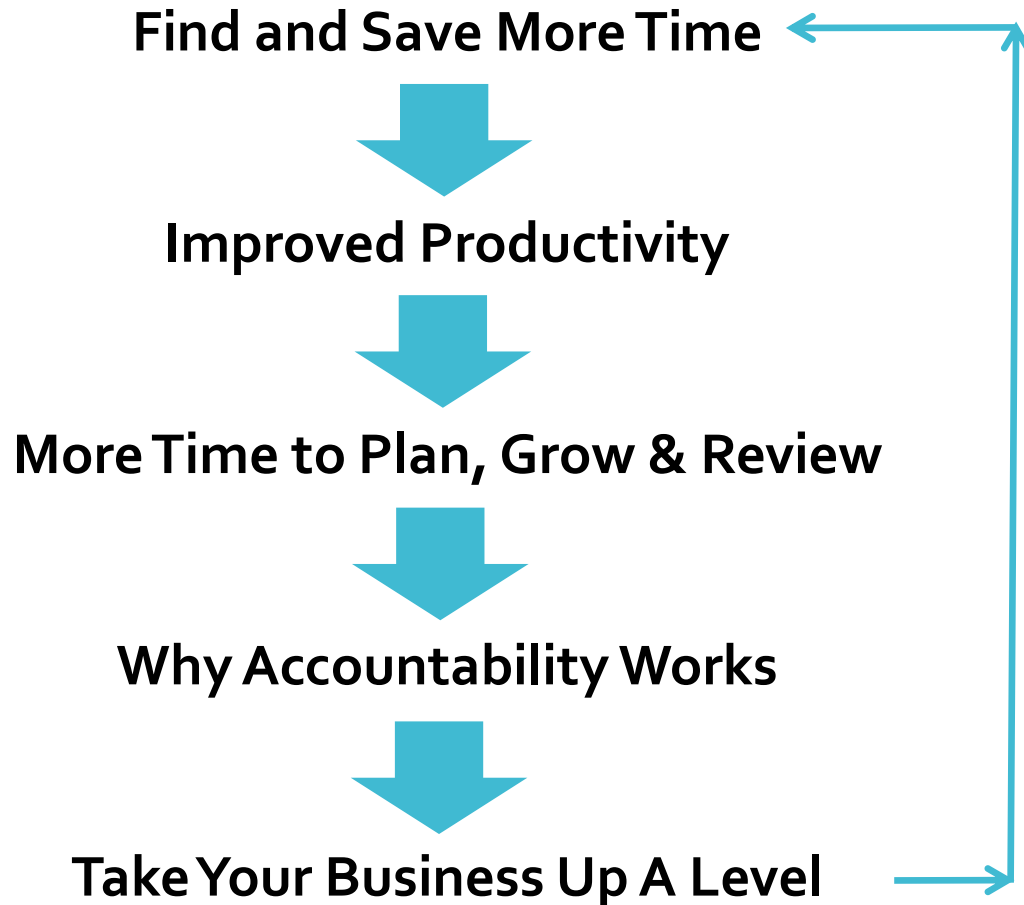 Find and Save More Time
Improved Productivity
More Time to Plan, Grow & Review
Why Accountability Works
Take Your Business Up A Level